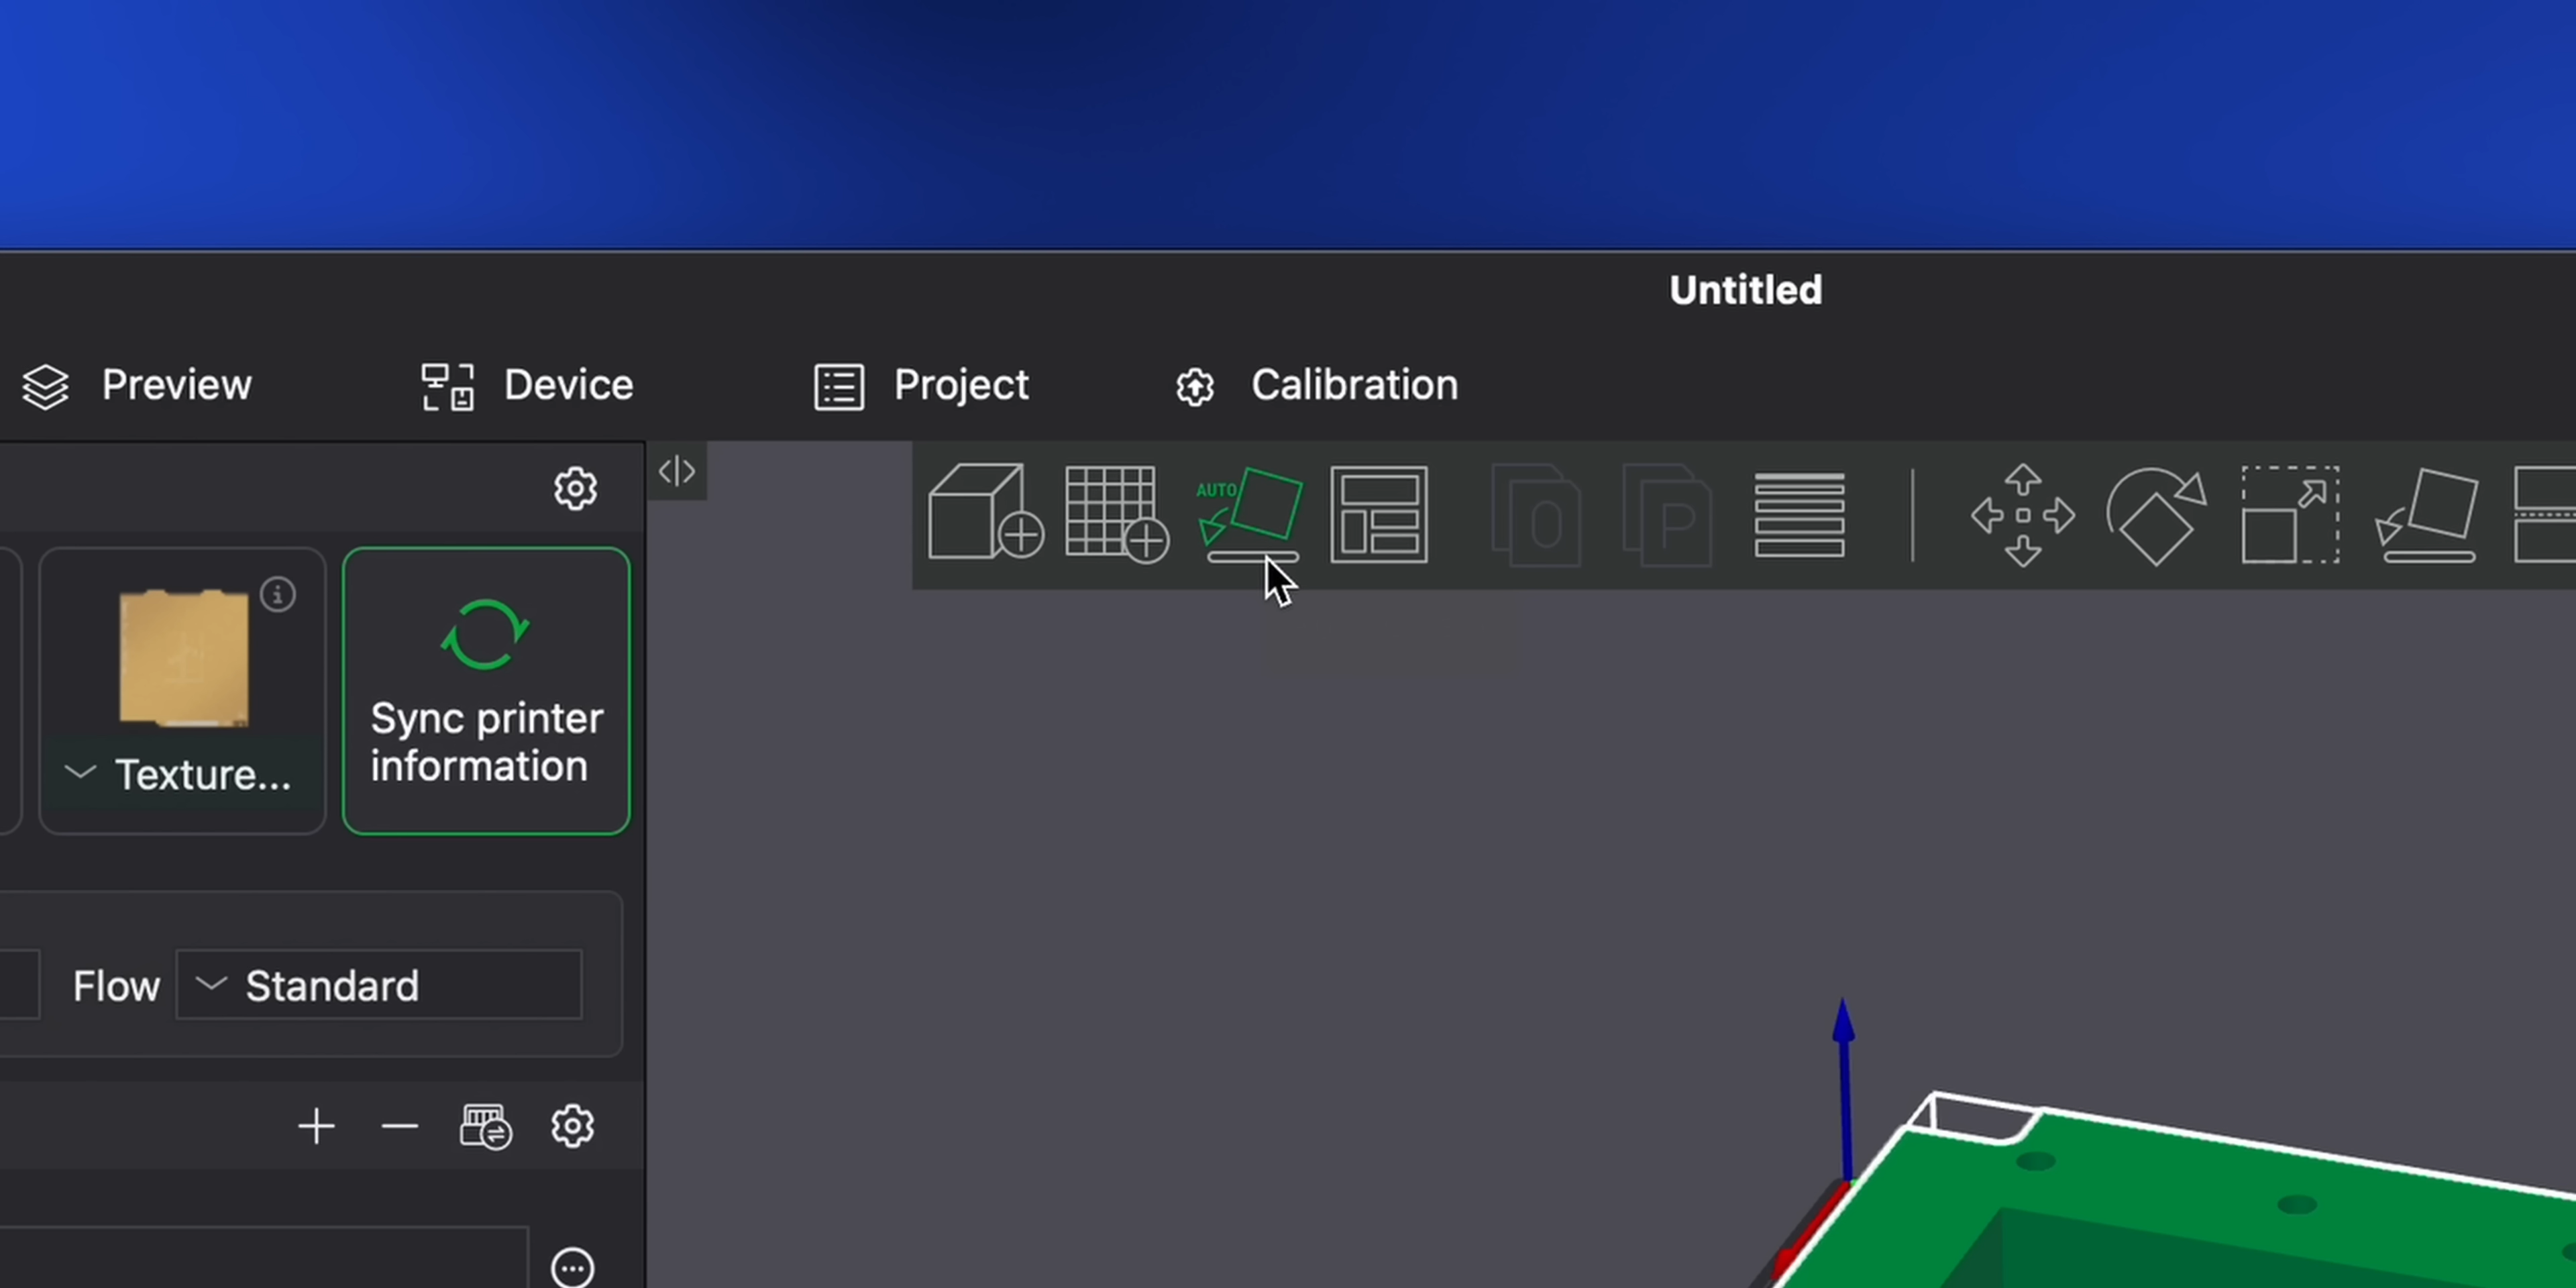 Untitled
Preview
Device
Project
Calibration
AUTO
O
P
Sync printer
information
Texture...
Flow
Standard